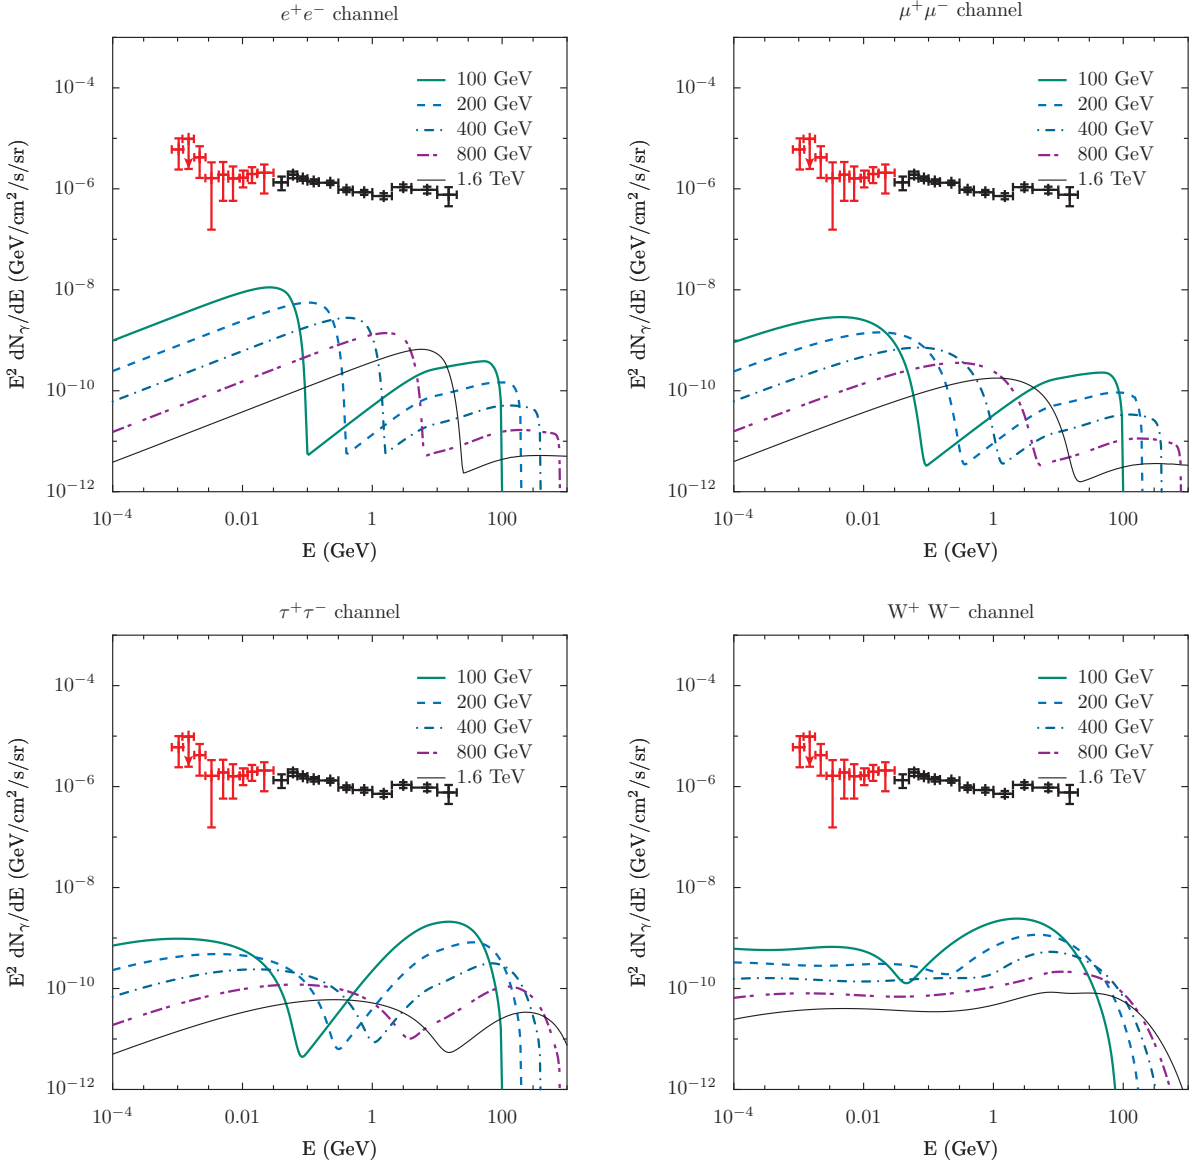 e⁺e⁻ channel
E² dNγ/dE (GeV/cm²/s/sr)
10⁻⁴
10⁻⁶
10⁻⁸
10⁻¹⁰
10⁻¹²
100 GeV
200 GeV
400 GeV
800 GeV
1.6 TeV
10⁻⁴ 0.01 1 100
E (GeV)
μ⁺μ⁻ channel
E² dNγ/dE (GeV/cm²/s/sr)
10⁻⁴
10⁻⁶
10⁻⁸
10⁻¹⁰
10⁻¹²
100 GeV
200 GeV
400 GeV
800 GeV
1.6 TeV
10⁻⁴ 0.01 1 100
E (GeV)
τ⁺τ⁻ channel
E² dNγ/dE (GeV/cm²/s/sr)
10⁻⁴
10⁻⁶
10⁻⁸
10⁻¹⁰
10⁻¹²
100 GeV
200 GeV
400 GeV
800 GeV
1.6 TeV
10⁻⁴ 0.01 1 100
E (GeV)
W⁺ W⁻ channel
E² dNγ/dE (GeV/cm²/s/sr)
10⁻⁴
10⁻⁶
10⁻⁸
10⁻¹⁰
10⁻¹²
100 GeV
200 GeV
400 GeV
800 GeV
1.6 TeV
10⁻⁴ 0.01 1 100
E (GeV)